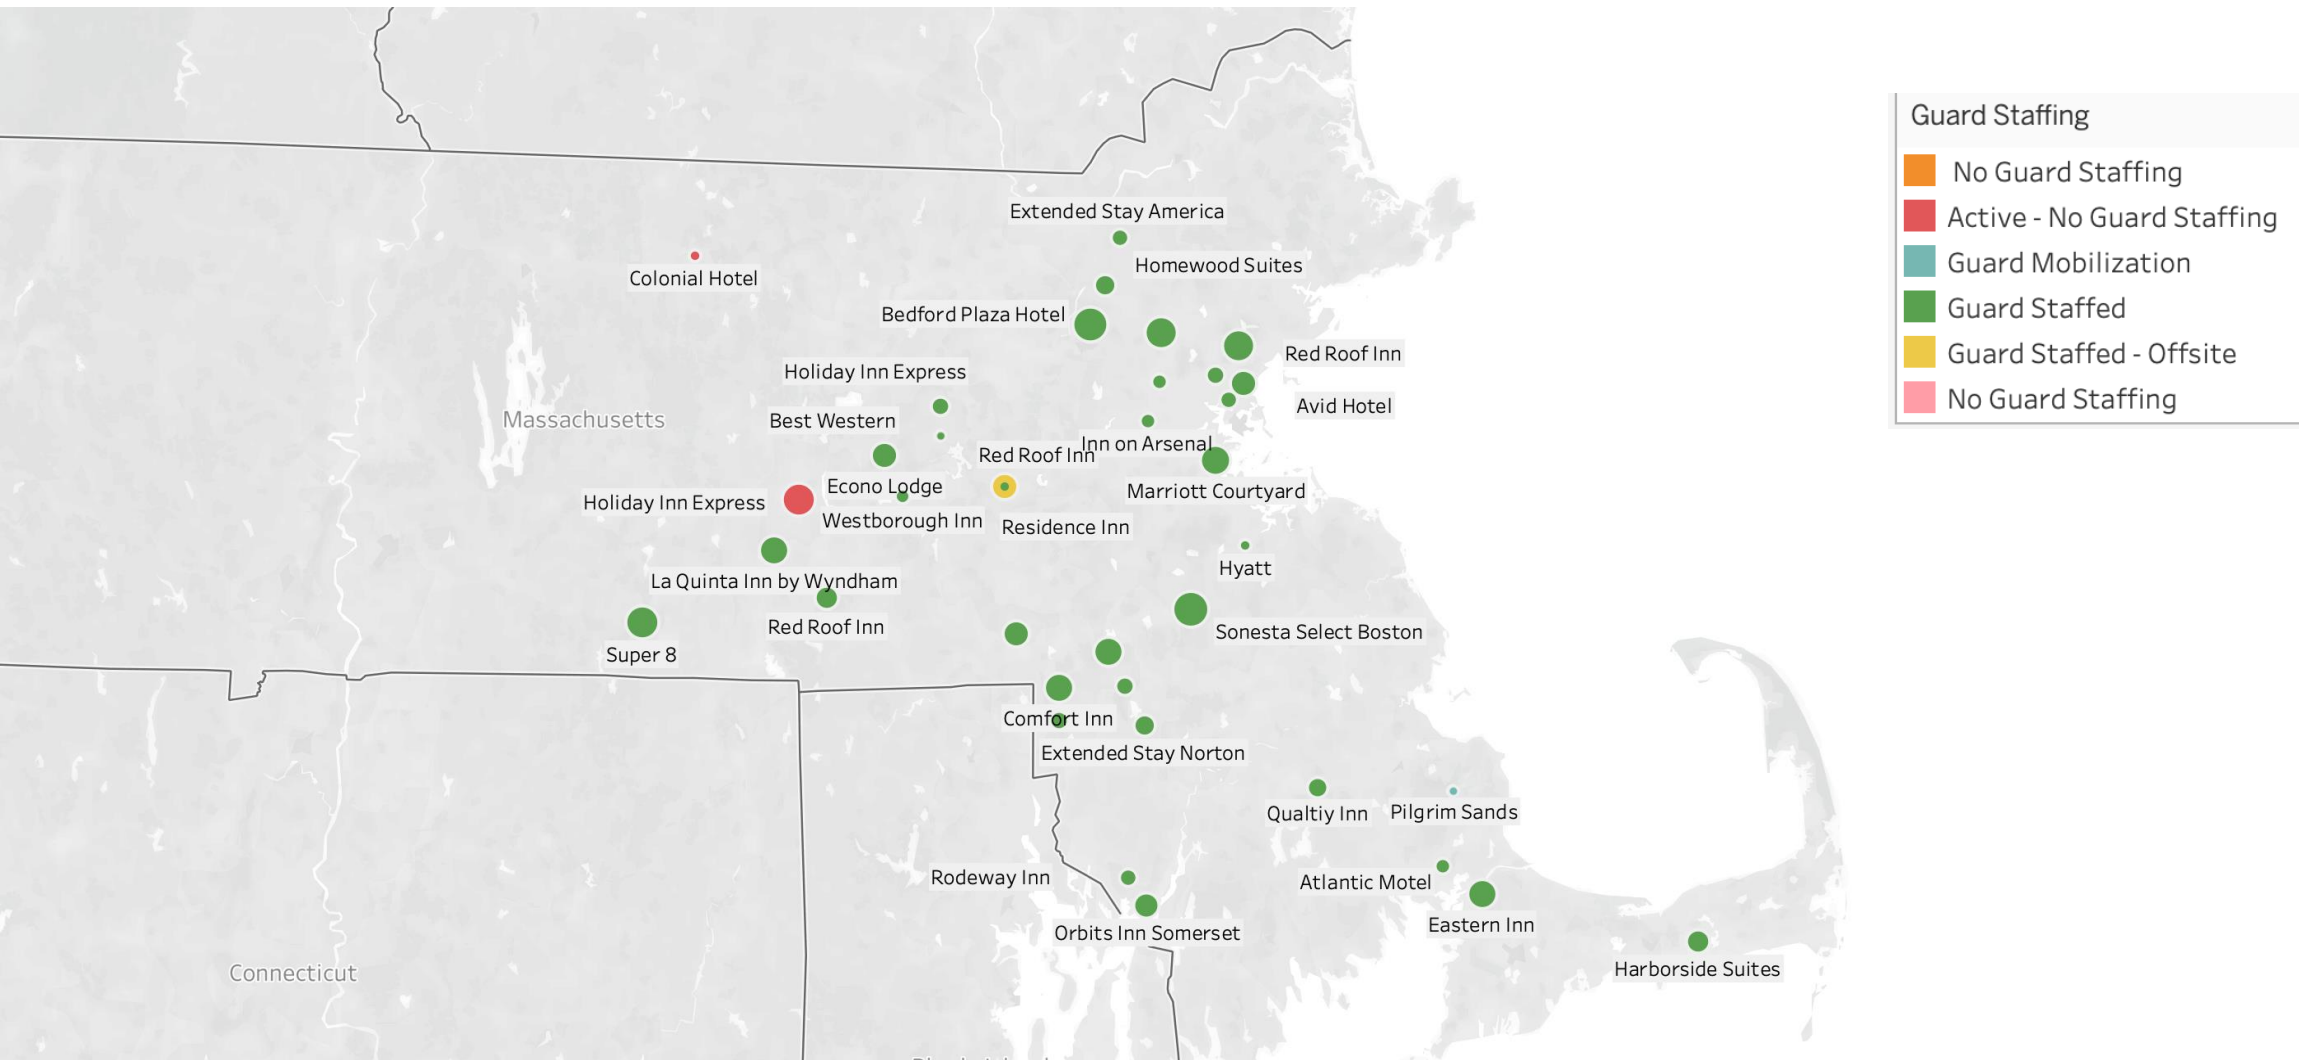 Guard Staffing
No Guard Staffing
Active - No Guard Staffing
Guard Mobilization
Guard Staffed
Guard Staffed - Offsite
No Guard Staffing
Extended Stay America
Homewood Suites
Colonial Hotel
Bedford Plaza Hotel
Red Roof Inn
Holiday Inn Express
Avid Hotel
Massachusetts
Best Western
Inn on Arsenal
Red Roof Inn
Econo Lodge
Marriott Courtyard
Holiday Inn Express
Westborough Inn
Residence Inn
Hyatt
La Quinta Inn by Wyndham
Red Roof Inn
Sonesta Select Boston
Super 8
Comfort Inn
Extended Stay Norton
Qualtiy Inn
Pilgrim Sands
Rodeway Inn
Atlantic Motel
Eastern Inn
Orbits Inn Somerset
Harborside Suites
Connecticut